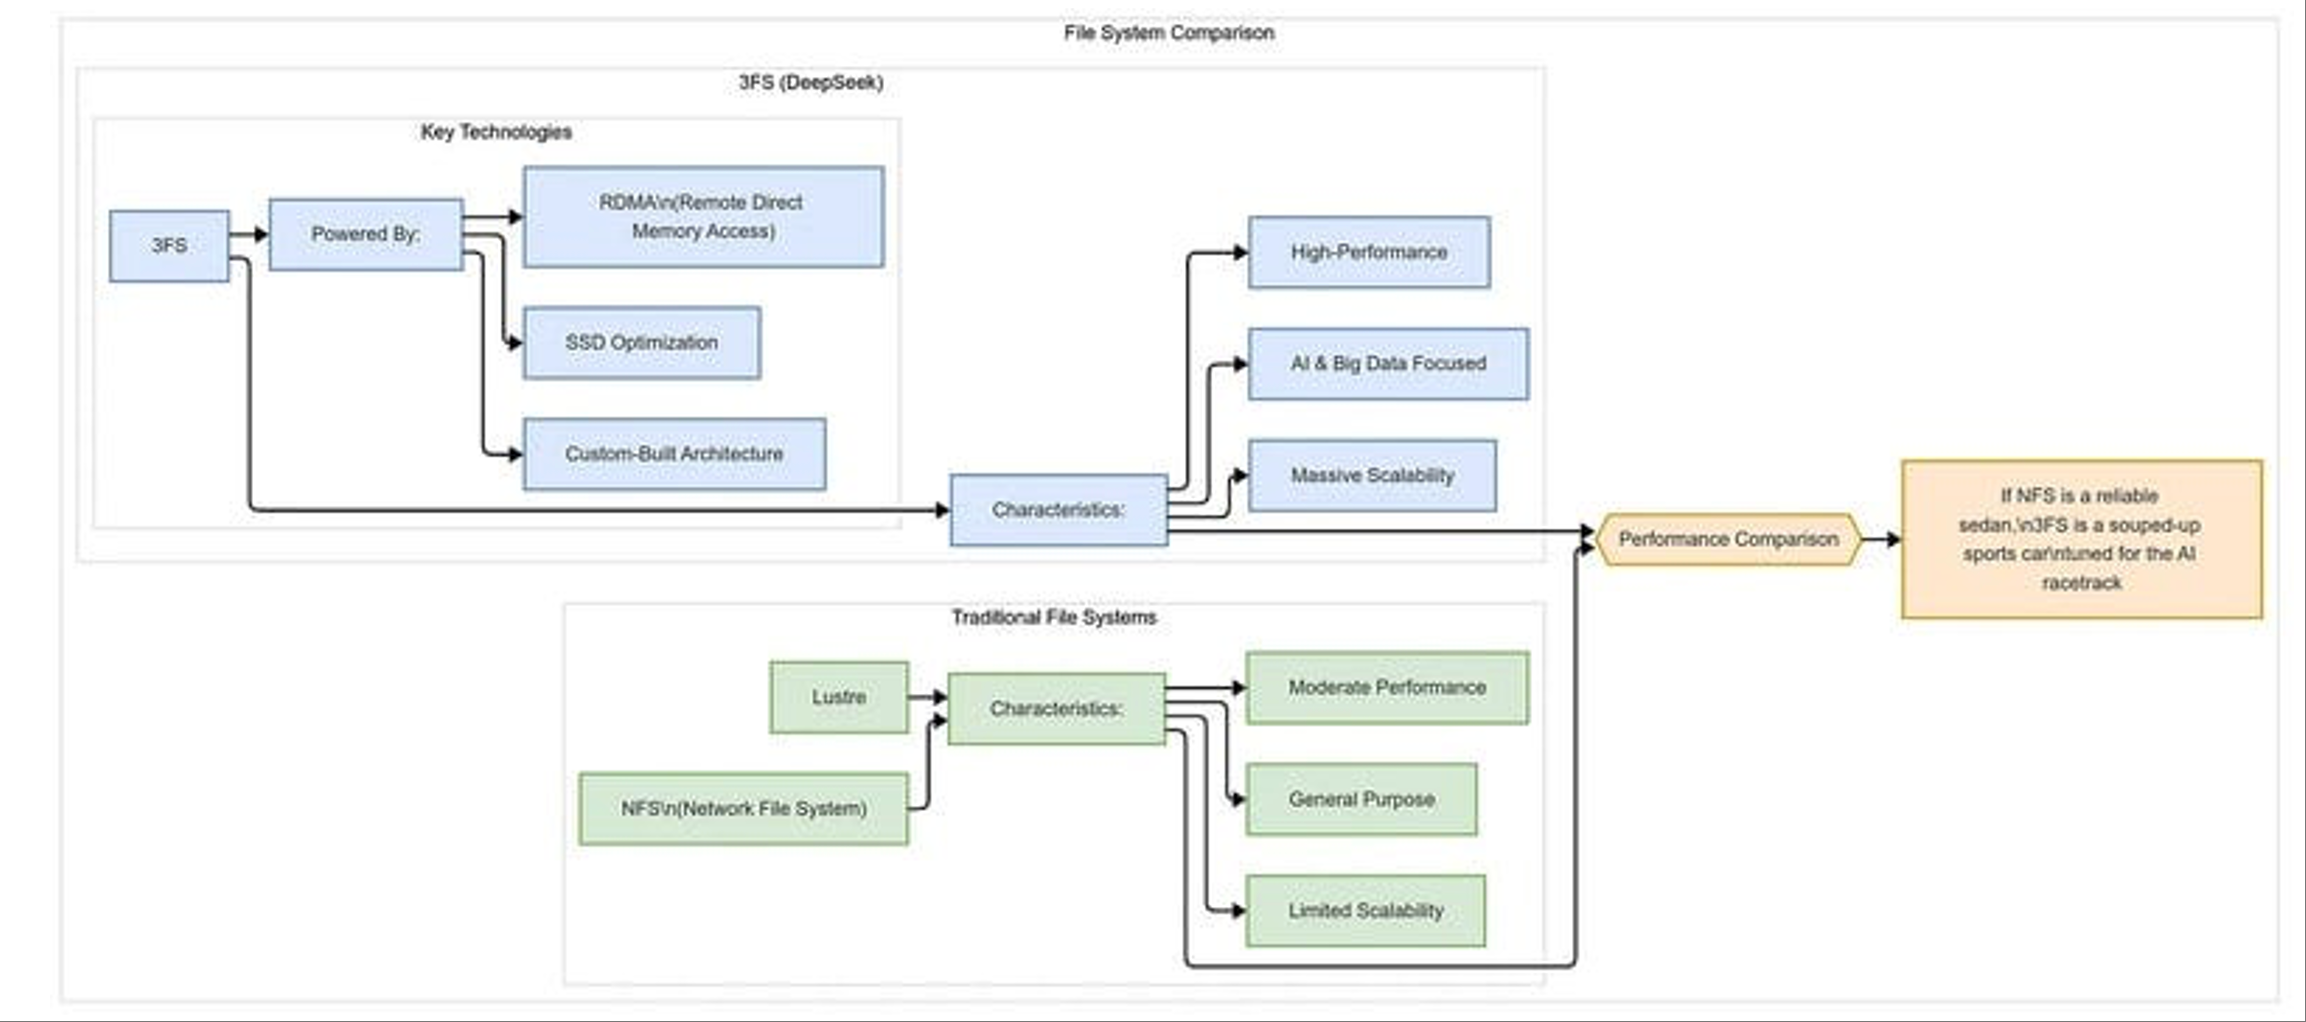 File System Comparison
3FS (DeepSeek)
Key Technologies
3FS
Powered By:
RDMA\n(Remote Direct
Memory Access)
SSD Optimization
Custom-Built Architecture
Characteristics:
High-Performance
AI & Big Data Focused
Massive Scalability
Performance Comparison
If NFS is a reliable
sedan,\n3FS is a souped-up
sports car\ntuned for the AI
racetrack
Traditional File Systems
Lustre
NFS\n(Network File System)
Characteristics:
Moderate Performance
General Purpose
Limited Scalability